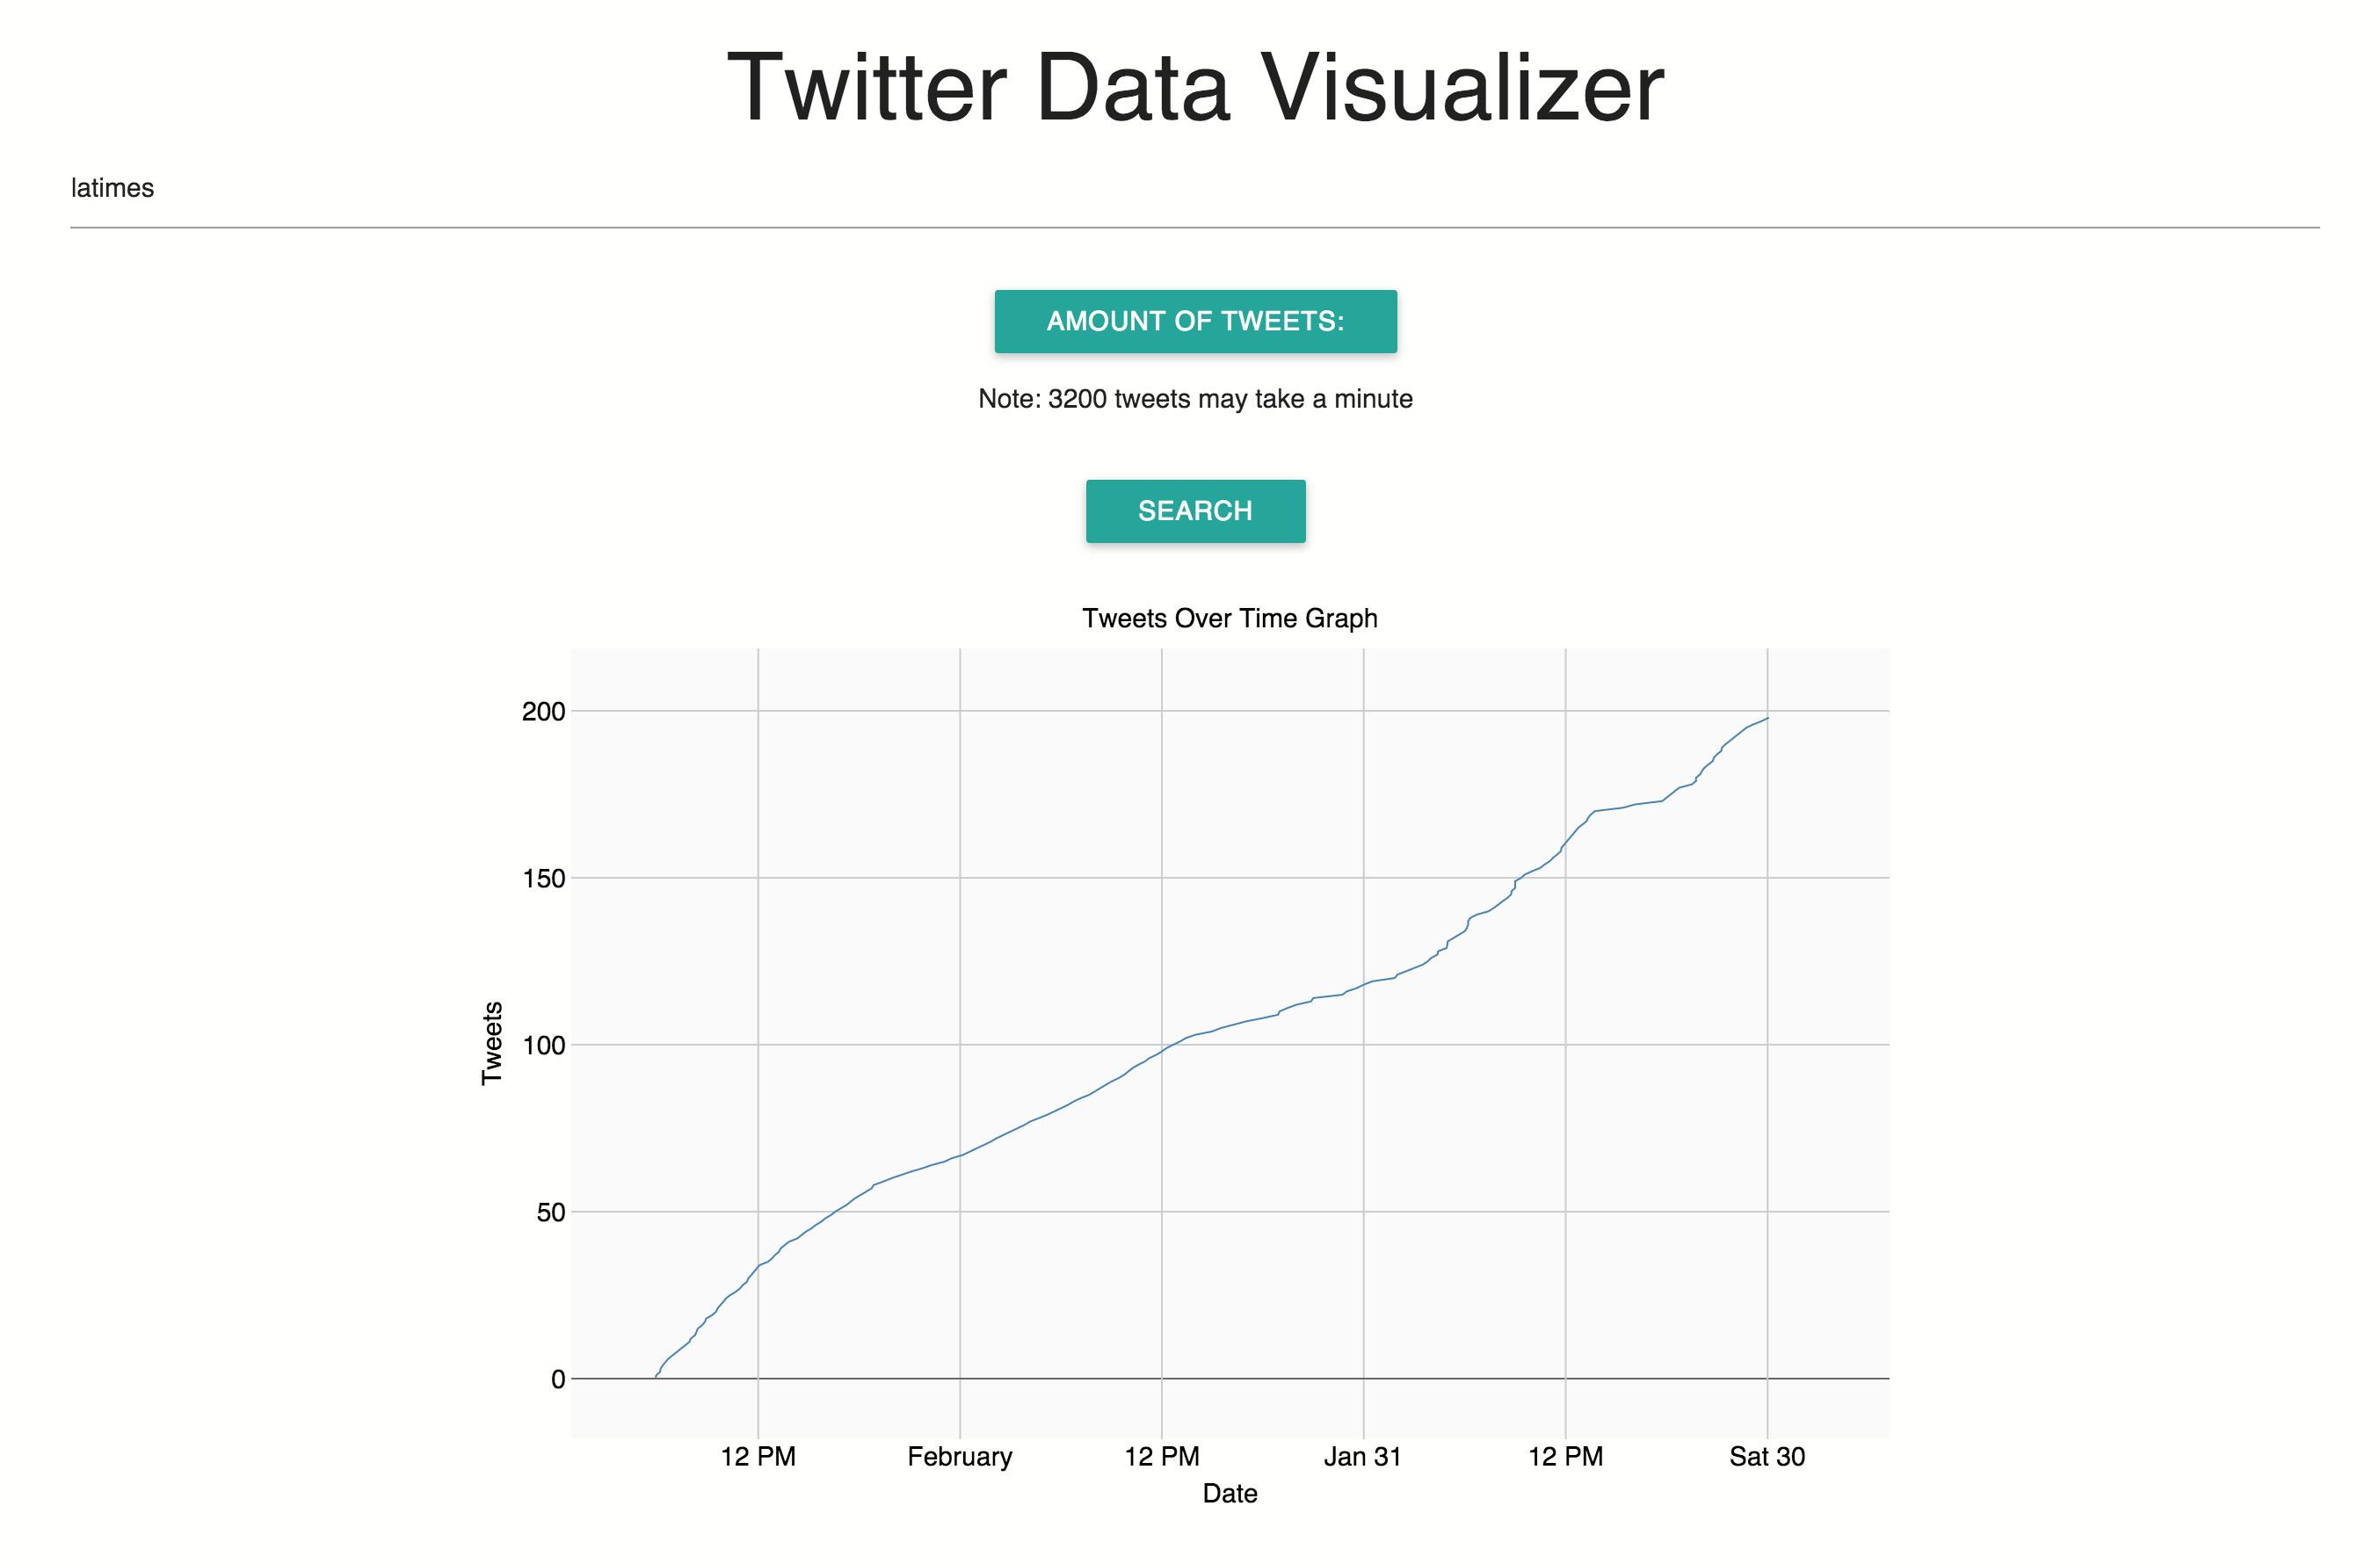 Twitter Data Visualizer
latimes
AMOUNT OF TWEETS:
Note: 3200 tweets may take a minute
SEARCH
Tweets Over Time Graph
200
150
100
50
0
Tweets
12 PM
February
12 PM
Jan 31
12 PM
Sat 30
Date